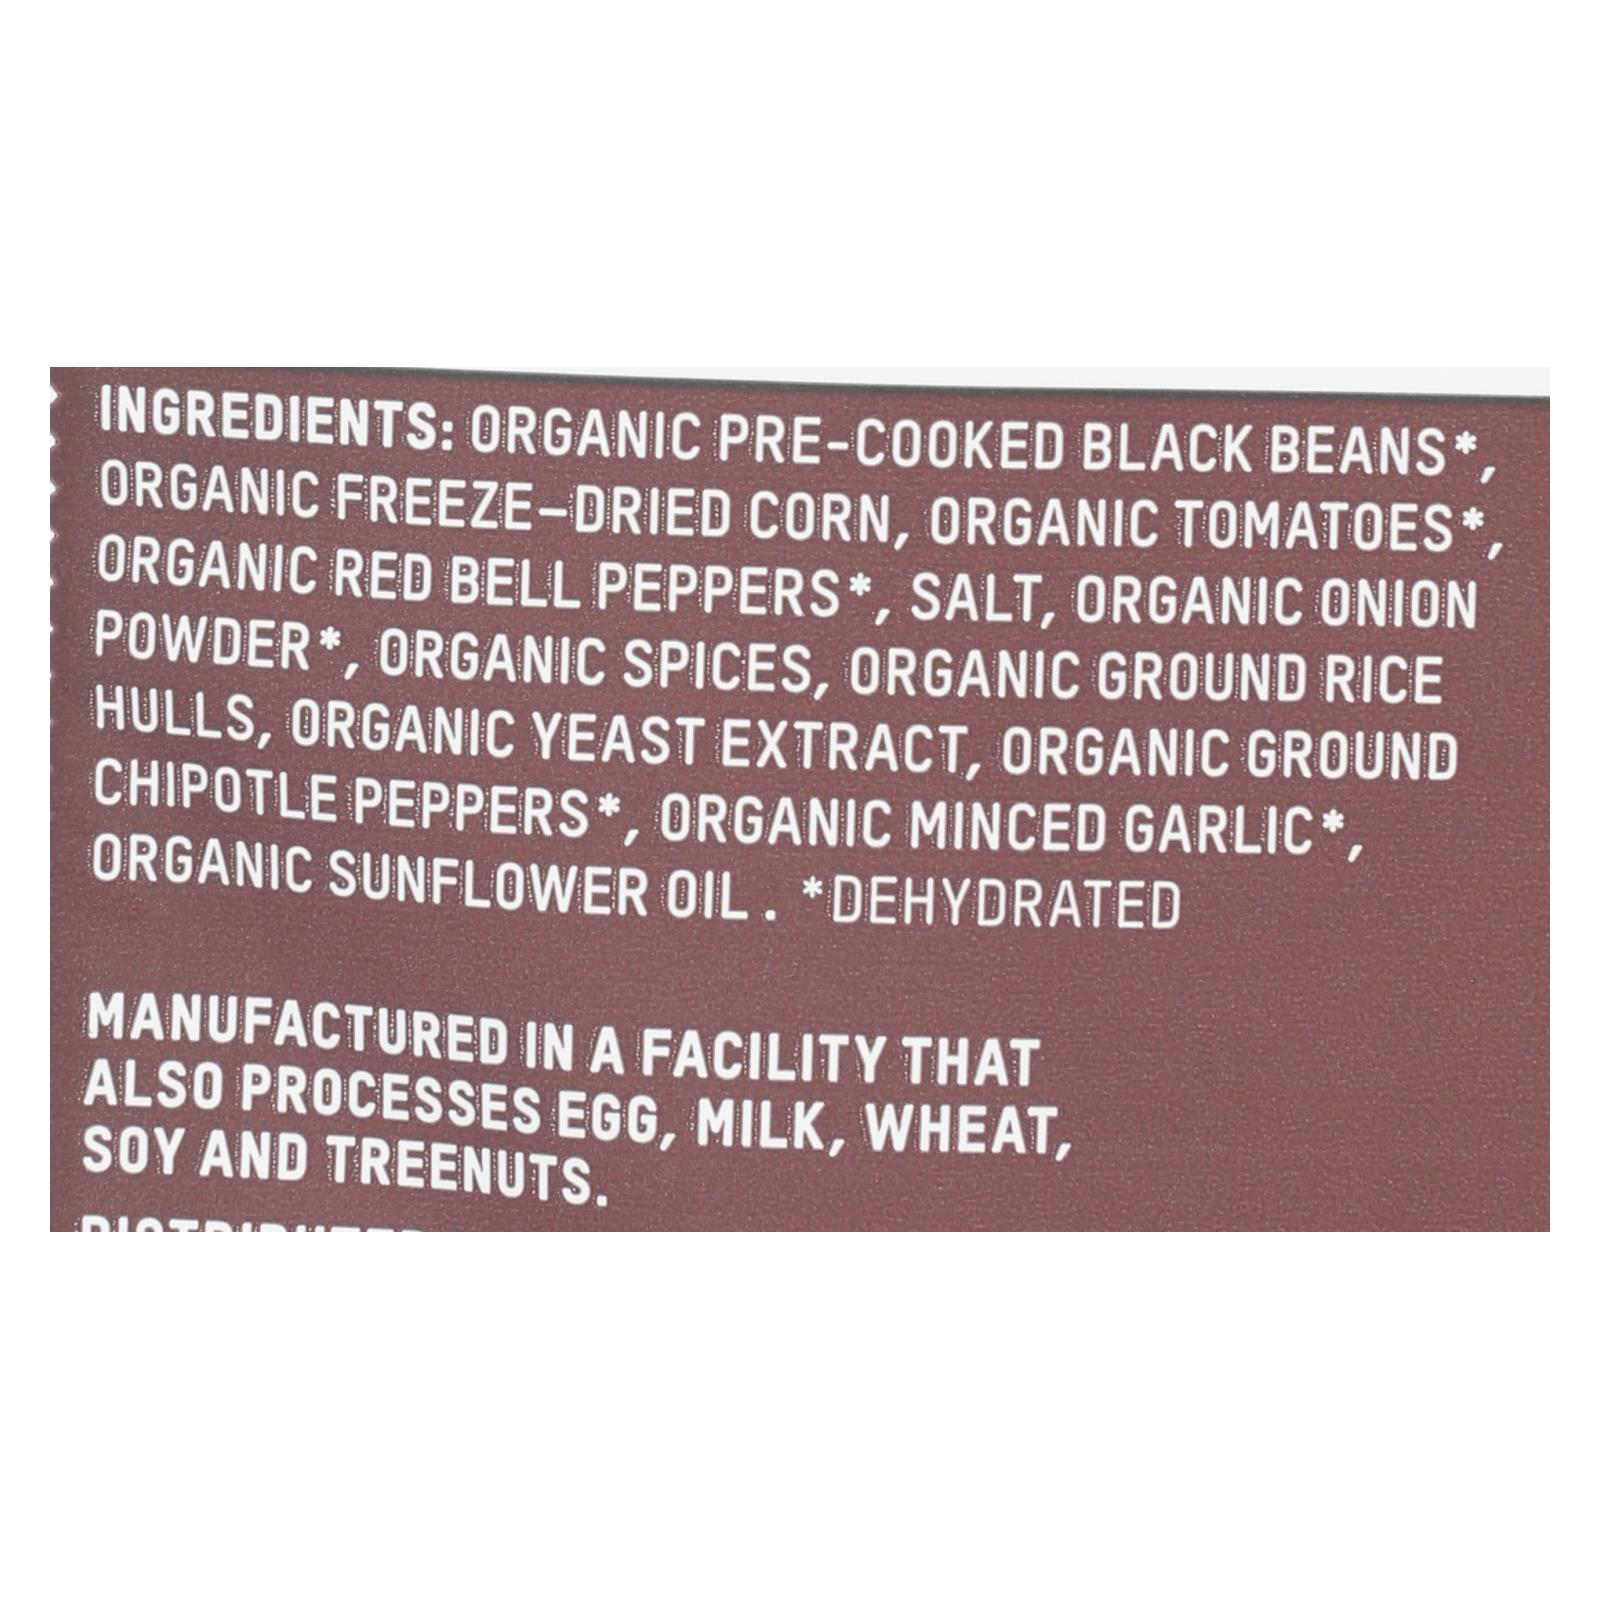 INGREDIENTS: ORGANIC PRE-COOKED BLACK BEANS*,
ORGANIC FREEZE-DRIED CORN, ORGANIC TOMATOES*,
ORGANIC RED BELL PEPPERS*, SALT, ORGANIC ONION
POWDER*, ORGANIC SPICES, ORGANIC GROUND RICE
HULLS, ORGANIC YEAST EXTRACT, ORGANIC GROUND
CHIPOTLE PEPPERS*, ORGANIC MINCED GARLIC*,
ORGANIC SUNFLOWER OIL. *DEHYDRATED
MANUFACTURED IN A FACILITY THAT
ALSO PROCESSES EGG, MILK, WHEAT,
SOY AND TREENUTS.